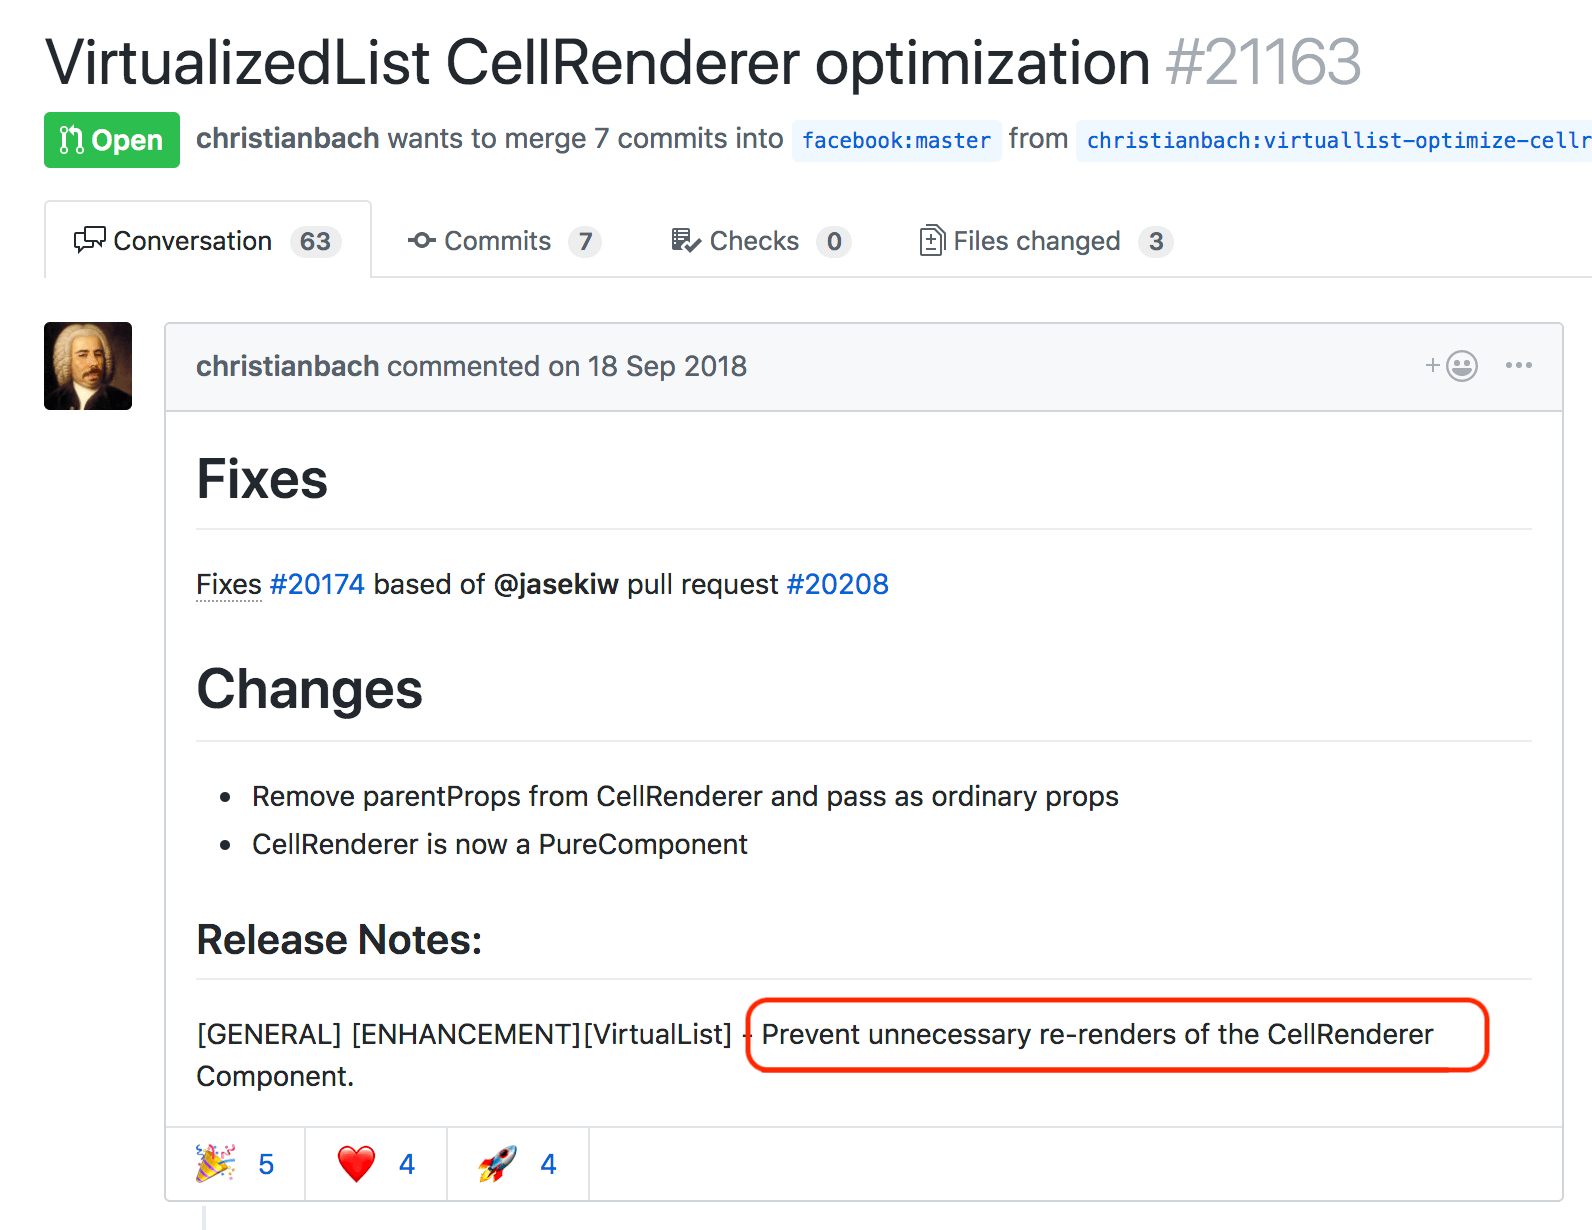 VirtualizedList CellRenderer optimization #21163
Open christianbach wants to merge 7 commits into facebook:master from christianbach:virtuallist-optimize-cellr
Conversation 63 Commits 7 Checks 0 Files changed 3
christianbach commented on 18 Sep 2018
Fixes
Fixes #20174 based of @jasekiw pull request #20208
Changes
• Remove parentProps from CellRenderer and pass as ordinary props
• CellRenderer is now a PureComponent
Release Notes:
[GENERAL] [ENHANCEMENT][VirtualList] - Prevent unnecessary re-renders of the CellRenderer
Component.
5 4 4